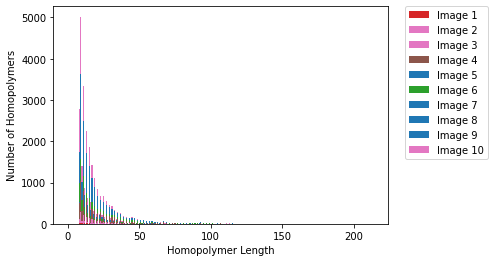 5000
4000
3000
2000
1000
0
Number of Homopolymers
0 50 100 150 200
Homopolymer Length
Image 1
Image 2
Image 3
Image 4
Image 5
Image 6
Image 7
Image 8
Image 9
Image 10